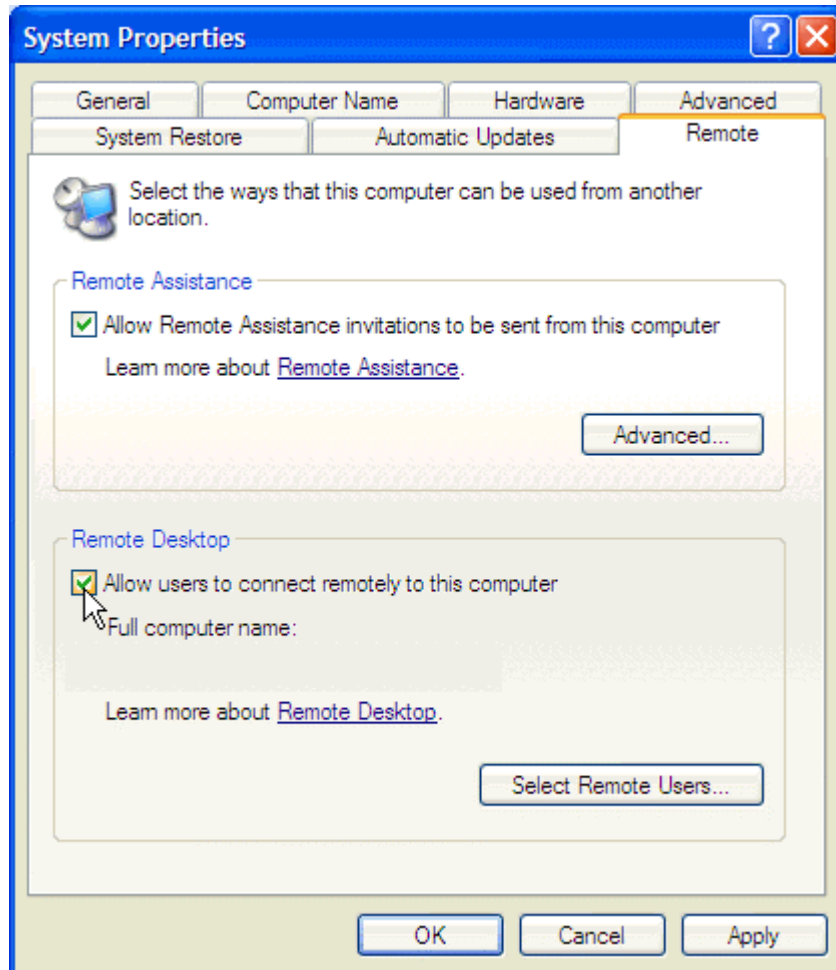 System Properties
General Computer Name Hardware Advanced
System Restore Automatic Updates Remote
Select the ways that this computer can be used from another
location.
Remote Assistance
Allow Remote Assistance invitations to be sent from this computer
Learn more about Remote Assistance.
Advanced...
Remote Desktop
Allow users to connect remotely to this computer
Full computer name:
Learn more about Remote Desktop.
Select Remote Users...
OK Cancel Apply